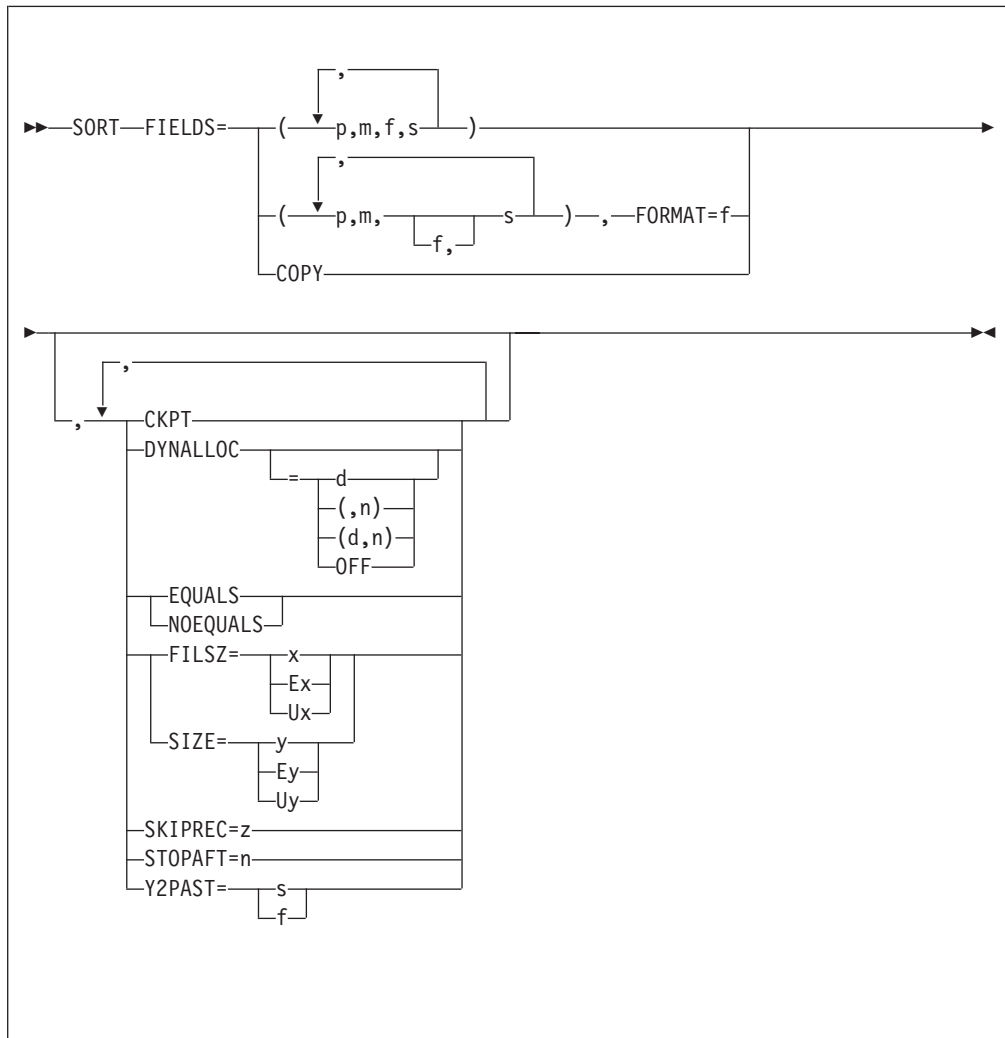 ,
SORT FIELDS= ( p,m,f,s )
,
( p,m, s ) , FORMAT=f
f,
COPY
,
, CKPT
DYNALLOC
= d
(,n)
(d,n)
OFF
EQUALS
NOEQUALS
FILSZ= x
Ex
Ux
SIZE= y
Ey
Uy
SKIPREC=z
STOPAFT=n
Y2PAST= s
f